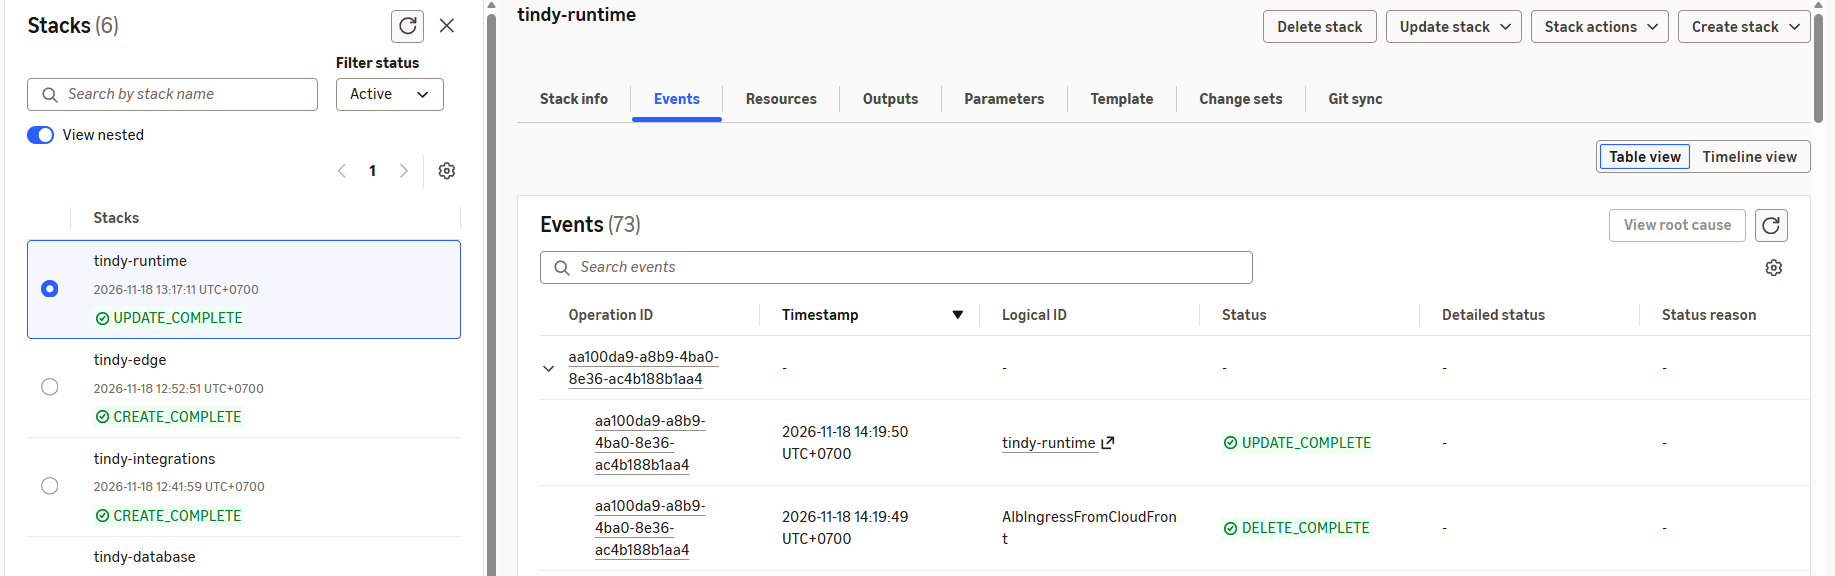 Stacks (6)
Filter status
Search by stack name
Active
View nested
1
Stacks
tindy-runtime
2026-11-18 13:17:11 UTC+0700
UPDATE_COMPLETE
tindy-edge
2026-11-18 12:52:51 UTC+0700
CREATE_COMPLETE
tindy-integrations
2026-11-18 12:41:59 UTC+0700
CREATE_COMPLETE
tindy-database
tindy-runtime
Delete stack
Update stack
Stack actions
Create stack
Stack info
Events
Resources
Outputs
Parameters
Template
Change sets
Git sync
Table view
Timeline view
Events (73)
View root cause
Search events
Operation ID
Timestamp
Logical ID
Status
Detailed status
Status reason
aa100da9-a8b9-4ba0-
8e36-ac4b188b1aa4
-
-
-
-
-
aa100da9-a8b9-
4ba0-8e36-
ac4b188b1aa4
2026-11-18 14:19:50
UTC+0700
tindy-runtime
UPDATE_COMPLETE
-
-
aa100da9-a8b9-
4ba0-8e36-
ac4b188b1aa4
2026-11-18 14:19:49
UTC+0700
AlbIngressFromCloudFron
t
DELETE_COMPLETE
-
-